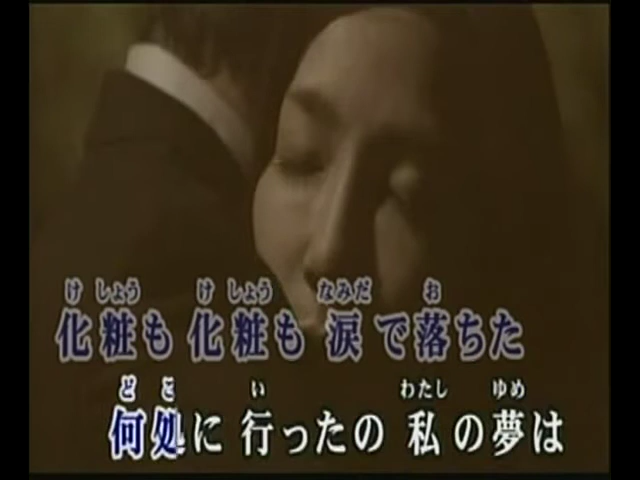 けしょう けしょう なみだ お
化粧も 化粧も 涙で落ちた
どこ い わたし ゆめ
何処に 行ったの 私の夢は